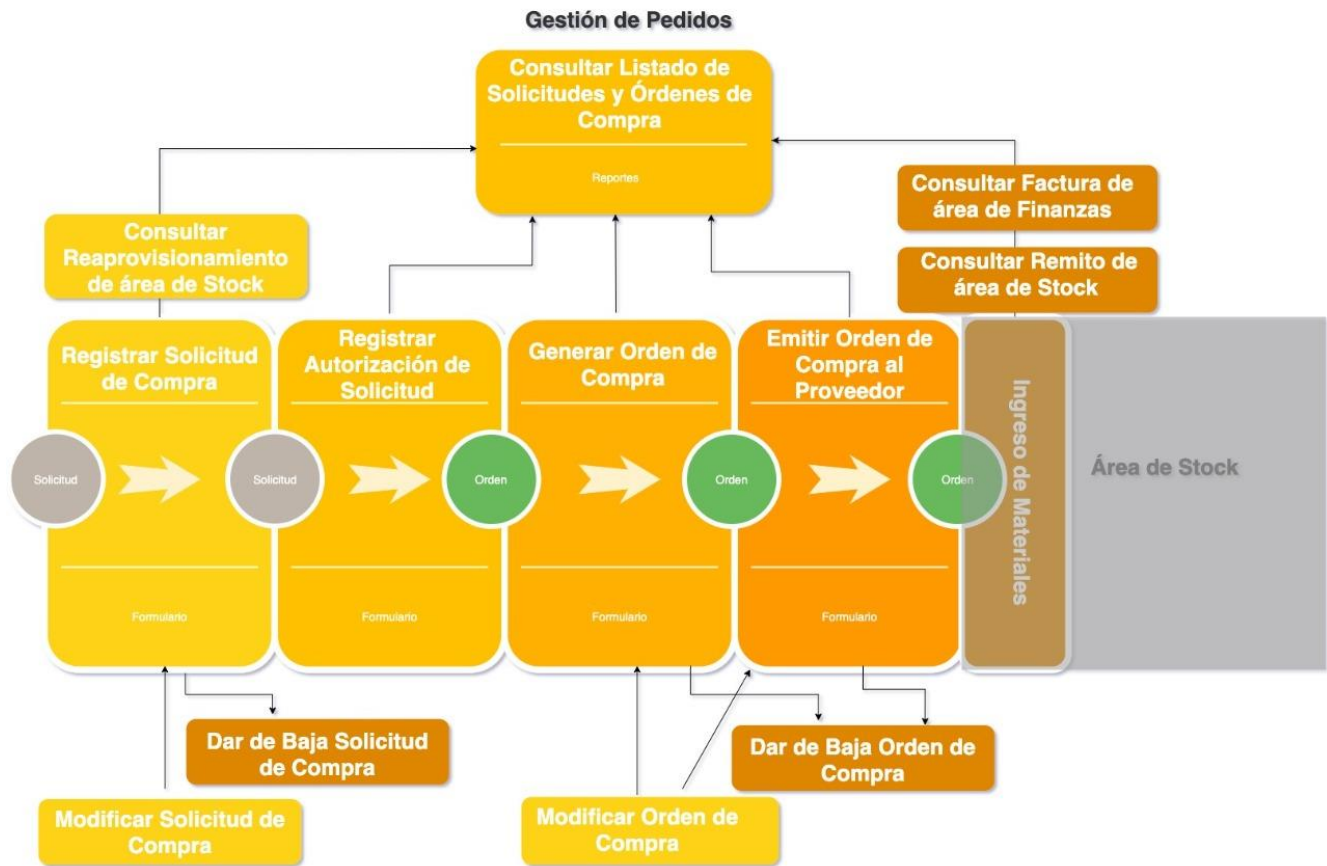 Gestión de Pedidos
Consultar Listado de
Solicitudes y Órdenes de
Compra
Reportes
Consultar Factura de
área de Finanzas
Consultar
Reaprovisionamiento
de área de Stock
Consultar Remito de
área de Stock
Registrar Solicitud
de Compra
Registrar
Autorización de
Solicitud
Generar Orden de
Compra
Emitir Orden de
Compra al
Proveedor
Ingreso de Materiales
Área de Stock
Solicitud
Solicitud
Orden
Orden
Orden
Formulario
Formulario
Formulario
Formulario
Dar de Baja Solicitud
de Compra
Dar de Baja Orden de
Compra
Modificar Solicitud de
Compra
Modificar Orden de
Compra